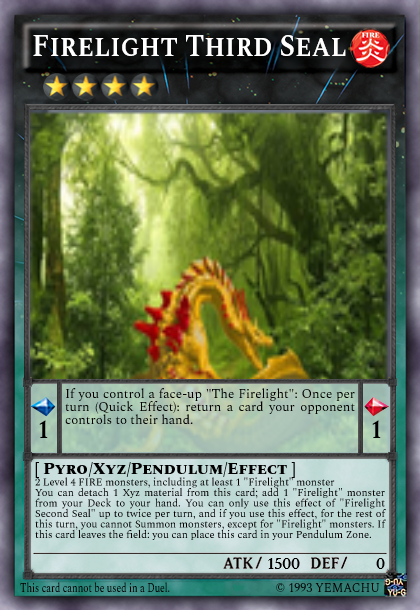 FIRELIGHT THIRD SEAL
FIRE
炎
If you control a face-up "The Firelight": Once per
turn (Quick Effect): return a card your opponent
controls to their hand.
1
1
[ PYRO/XYZ/PENDULUM/EFFECT ]
2 Level 4 FIRE monsters, including at least 1 "Firelight" monster
You can detach 1 Xyz material from this card; add 1 "Firelight" monster
from your Deck to your hand. You can only use this effect of "Firelight
Second Seal" up to twice per turn, and if you use this effect, for the rest of
this turn, you cannot Summon monsters, except for "Firelight" monsters. If
this card leaves the field: you can place this card in your Pendulum Zone.
ATK/ 1500 DEF/ 0
This card cannot be used in a Duel. © 1993 YEMACHU